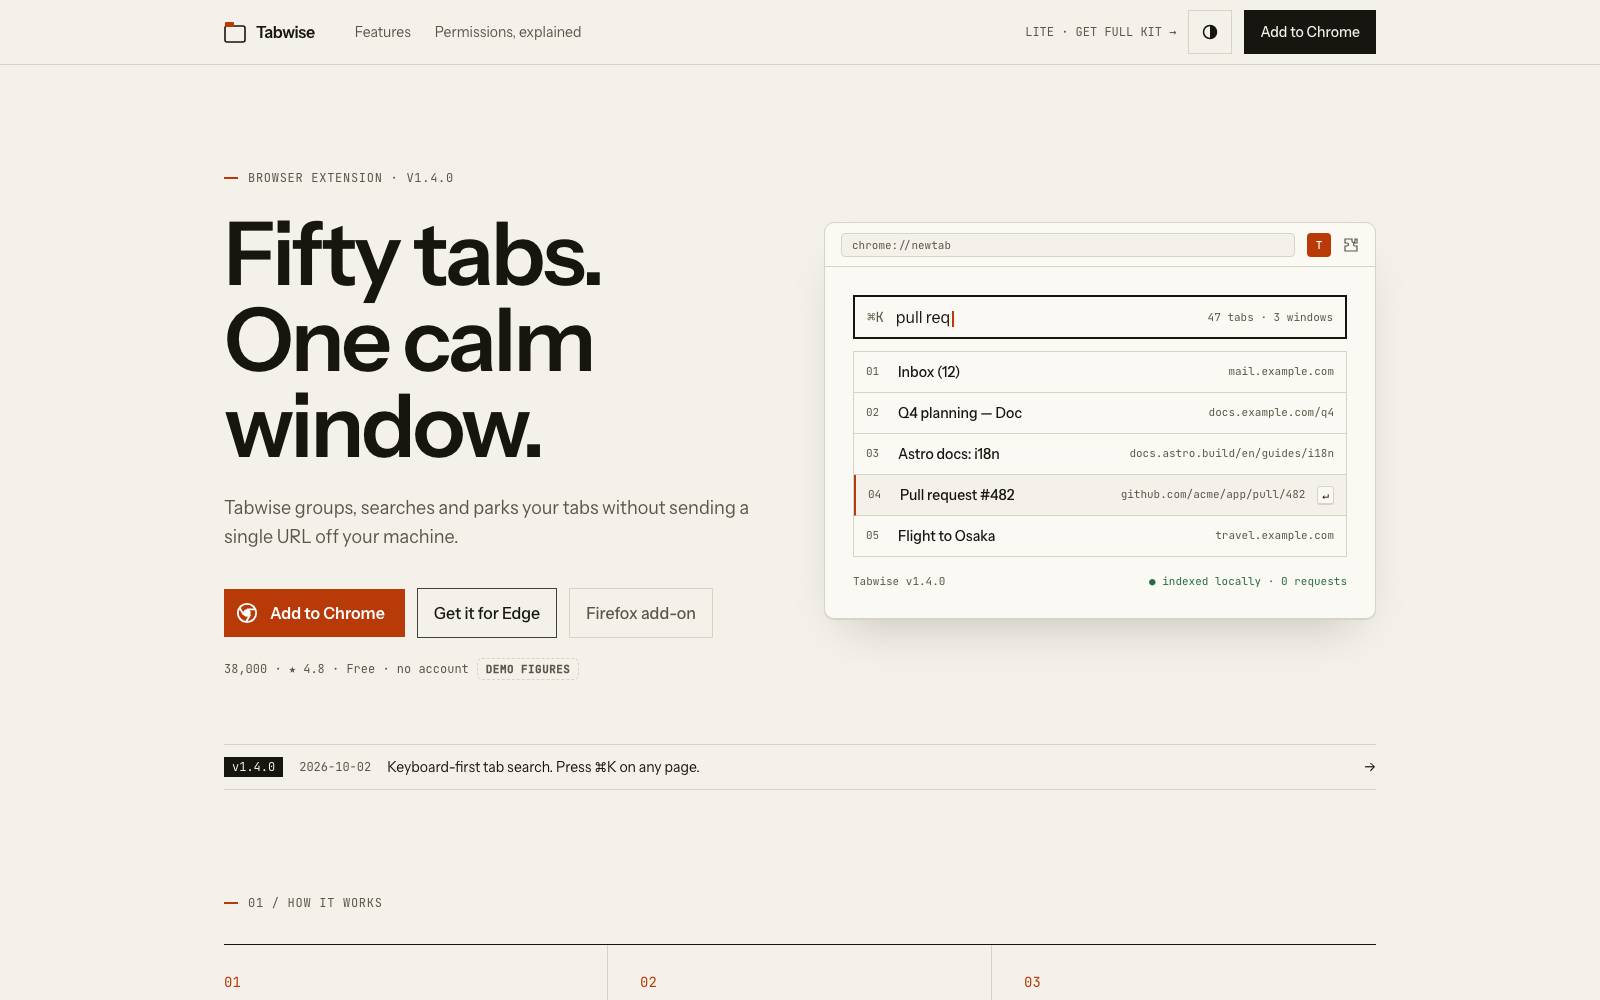 Tabwise
Features
Permissions, explained
LITE · GET FULL KIT →
Add to Chrome
BROWSER EXTENSION · V1.4.0
Fifty tabs.
One calm
window.
Tabwise groups, searches and parks your tabs without sending a
single URL off your machine.
Add to Chrome
Get it for Edge
Firefox add-on
38,000 · ★ 4.8 · Free · no account
DEMO FIGURES
chrome://newtab
T
⌘K pull req
47 tabs · 3 windows
01 Inbox (12) mail.example.com
02 Q4 planning — Doc docs.example.com/q4
03 Astro docs: i18n docs.astro.build/en/guides/i18n
04 Pull request #482 github.com/acme/app/pull/482 ↵
05 Flight to Osaka travel.example.com
Tabwise v1.4.0
● indexed locally · 0 requests
v1.4.0 2026-10-02 Keyboard-first tab search. Press ⌘K on any page. →
01 / HOW IT WORKS
01
02
03